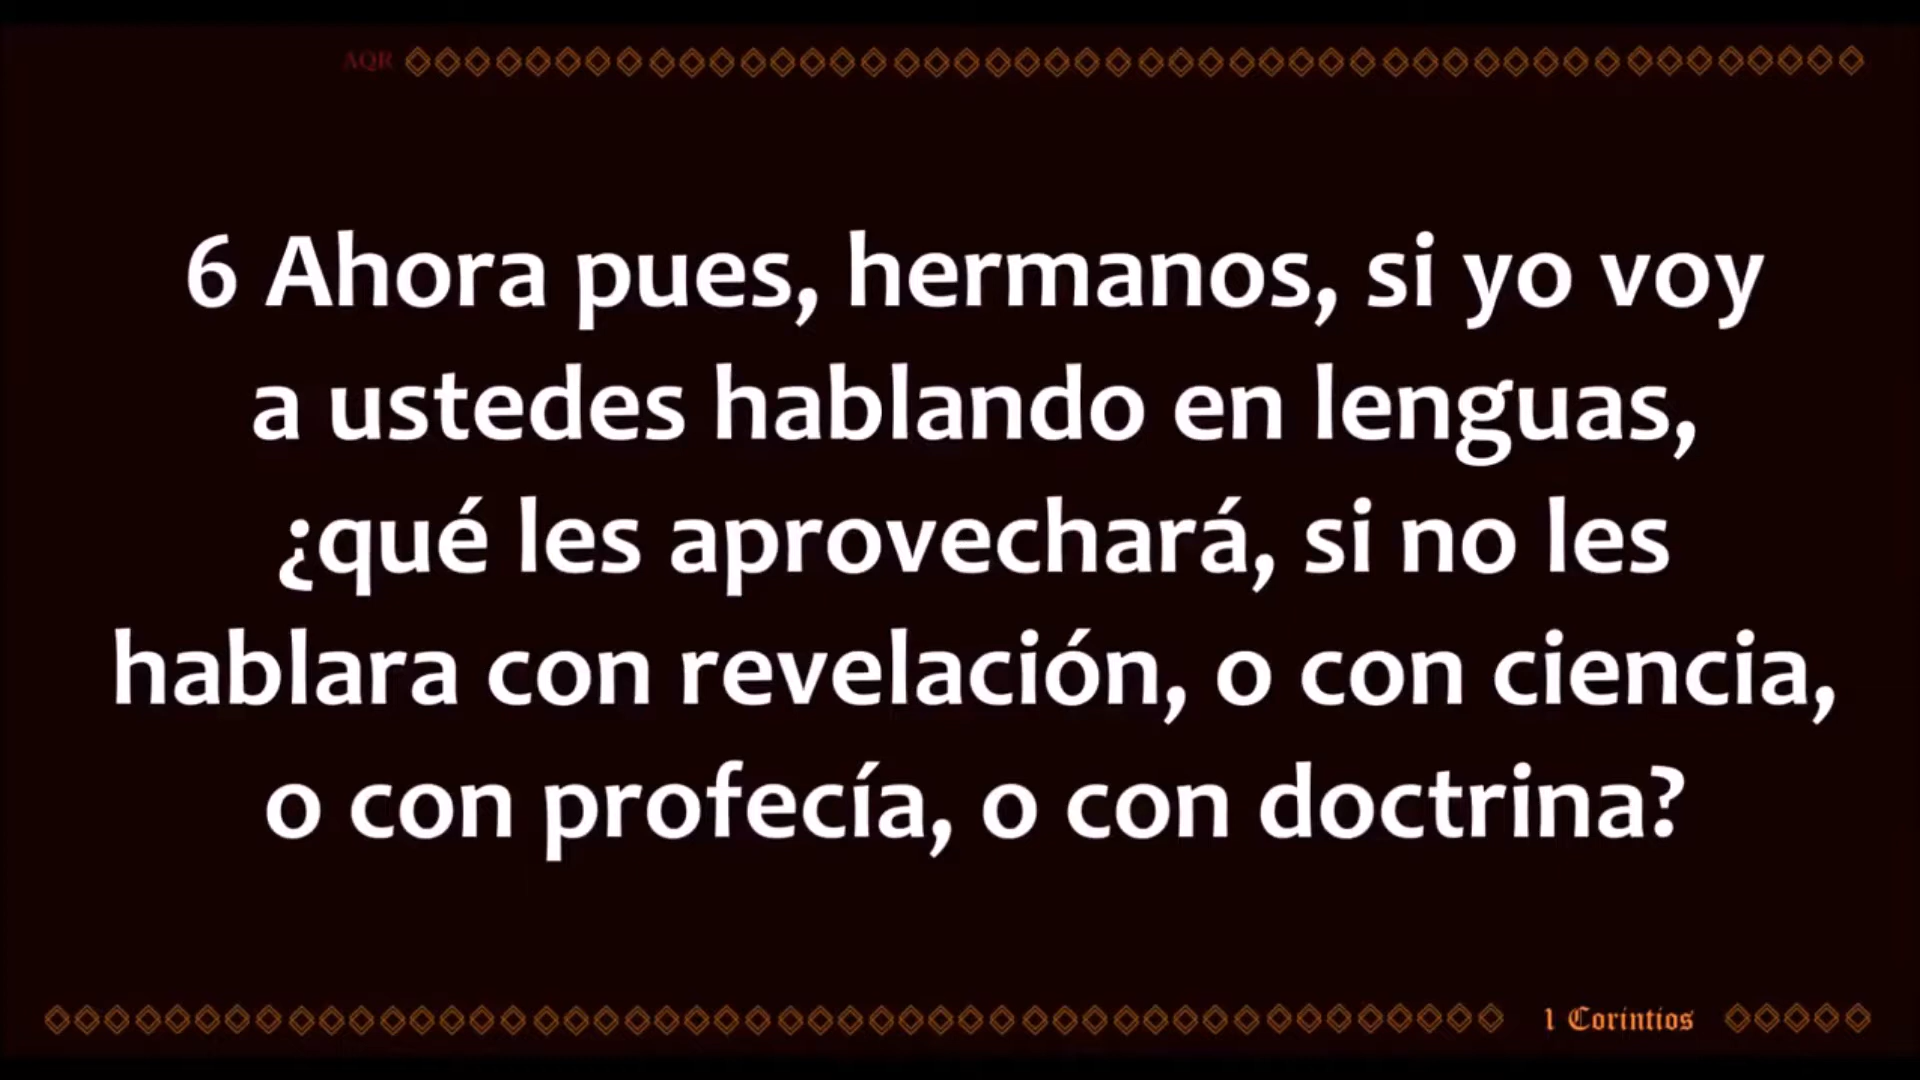 AQR
6 Ahora pues, hermanos, si yo voy
a ustedes hablando en lenguas,
¿qué les aprovechará, si no les
hablara con revelación, o con ciencia,
o con profecía, o con doctrina?
1 Corintios